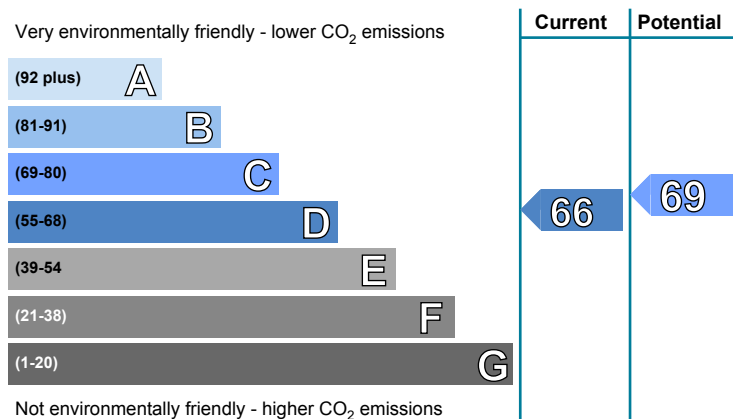 Very environmentally friendly - lower CO2 emissions
Current Potential
(92 plus) A
(81-91) B
(69-80) C
(55-68) D
66 69
(39-54 E
(21-38) F
(1-20) G
Not environmentally friendly - higher CO2 emissions